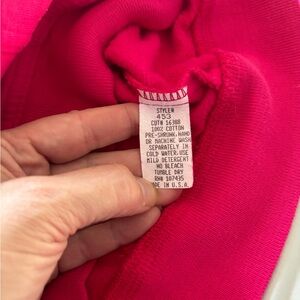 STYLE#
453
CUT# 16388
100% COTTON
PRE-SHRUNK, HAND
OR MACHINE WASH
SEPARATELY IN
COLD WATER, USE
MILD DETERGENT
NO BLEACH
TUMBLE DRY
RN# 107435
MADE IN U.S.A.